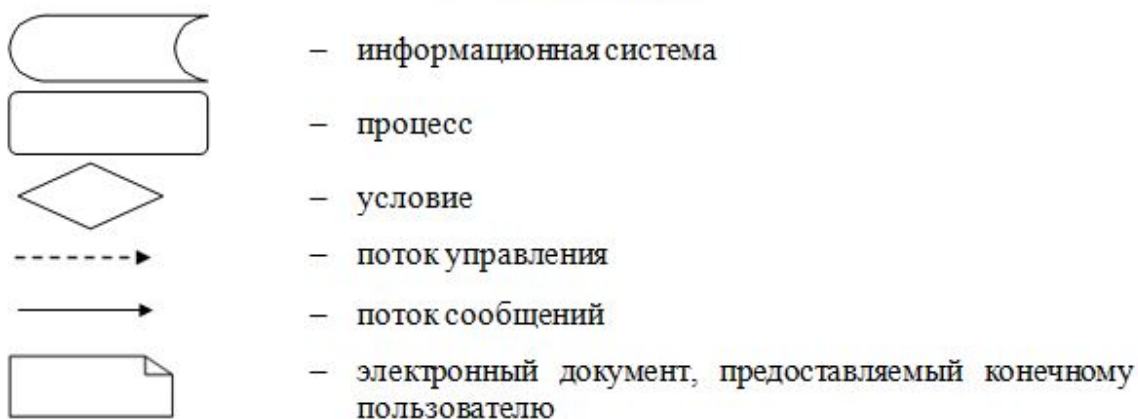 – информационная система
– процесс
– условие
– поток управления
– поток сообщений
– электронный документ, предоставляемый конечному
пользователю